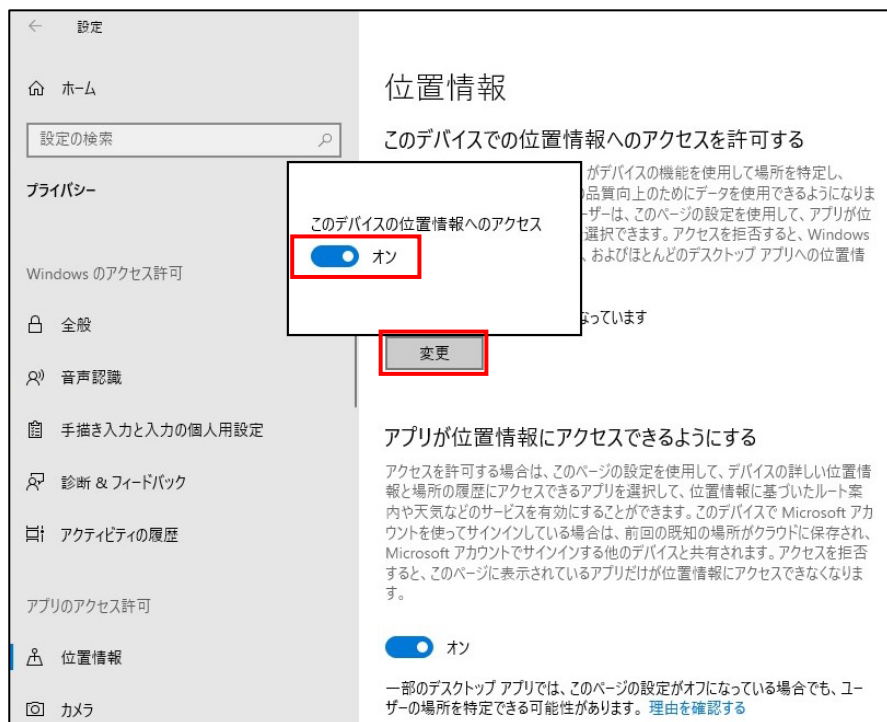 設定
ホーム
設定の検索
プライバシー
Windows のアクセス許可
全般
音声認識
手描き入力と入力の個人用設定
診断 & フィードバック
アクティビティの履歴
アプリのアクセス許可
位置情報
カメラ
位置情報
このデバイスでの位置情報へのアクセスを許可する
がデバイスの機能を使用して場所を特定し、
品質向上のためにデータを使用できるようになりま
ーザーは、このページの設定を使用して、アプリが位
選択できます。アクセスを拒否すると、Windows
、およびほとんどのデスクトップ アプリへの位置情
このデバイスの位置情報へのアクセス
オン
なっています
変更
アプリが位置情報にアクセスできるようにする
アクセスを許可する場合は、このページの設定を使用して、デバイスの詳しい位置情
報と場所の履歴にアクセスできるアプリを選択して、位置情報に基づいたルート案
内や天気などのサービスを有効にすることができます。このデバイスで Microsoft アカ
ウントを使ってサインインしている場合は、前回の既知の場所がクラウドに保存され、
Microsoft アカウントでサインインする他のデバイスと共有されます。アクセスを拒否
すると、このページに表示されているアプリだけが位置情報にアクセスできなくなりま
す。
オン
一部のデスクトップ アプリでは、このページの設定がオフになっている場合でも、ユー
ザーの場所を特定できる可能性があります。理由を確認する